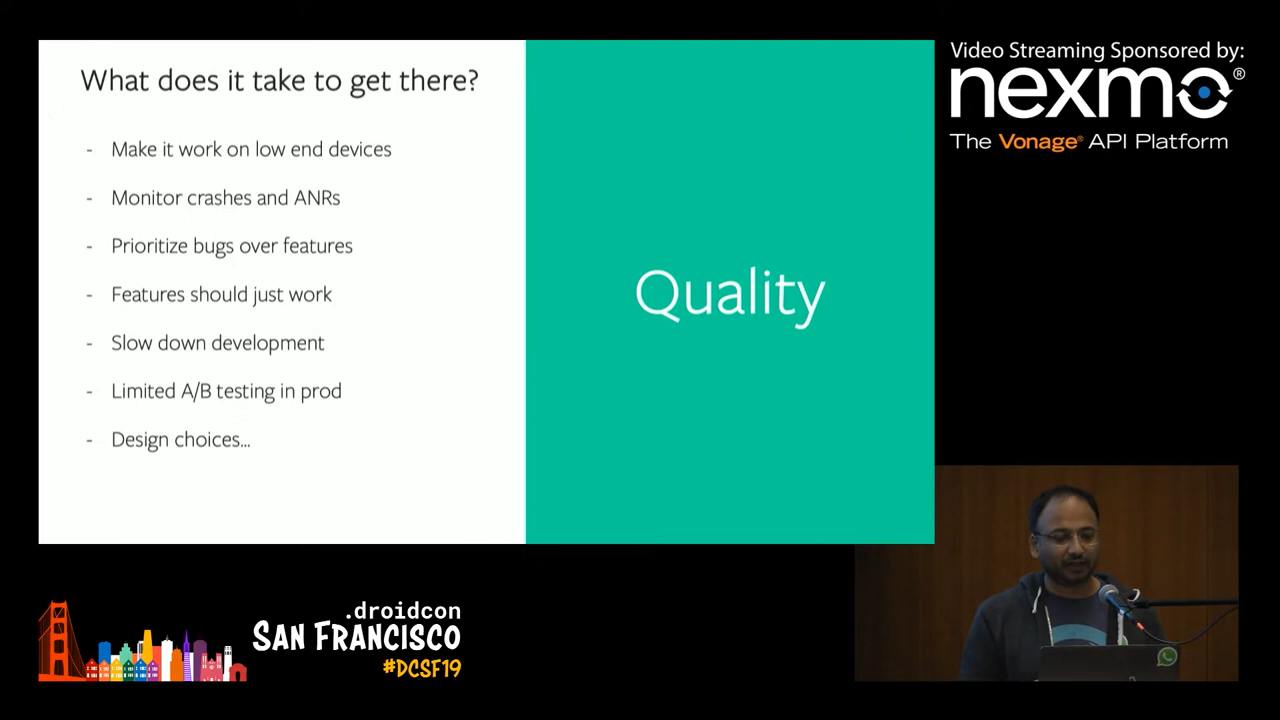 What does it take to get there?
- Make it work on low end devices
- Monitor crashes and ANRs
- Prioritize bugs over features
- Features should just work
- Slow down development
- Limited A/B testing in prod
- Design choices...
Quality
Video Streaming Sponsored by:
nexmo®
The Vonage® API Platform
.droidcon
SAN FRANCISCO
#DCSF19